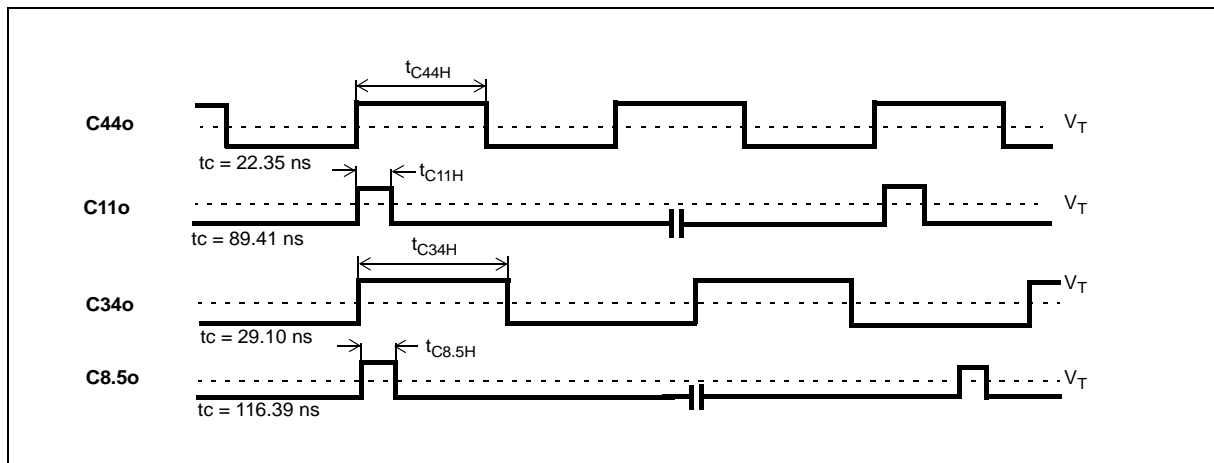 tC44H
C44o
VT
tc = 22.35 ns
tC11H
C11o
VT
tc = 89.41 ns
tC34H
C34o
VT
tc = 29.10 ns
tC8.5H
C8.5o
VT
tc = 116.39 ns